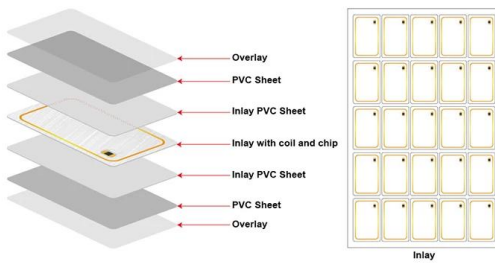 Overlay
PVC Sheet
Inlay PVC Sheet
Inlay with coil and chip
Inlay PVC Sheet
PVC Sheet
Overlay
Inlay